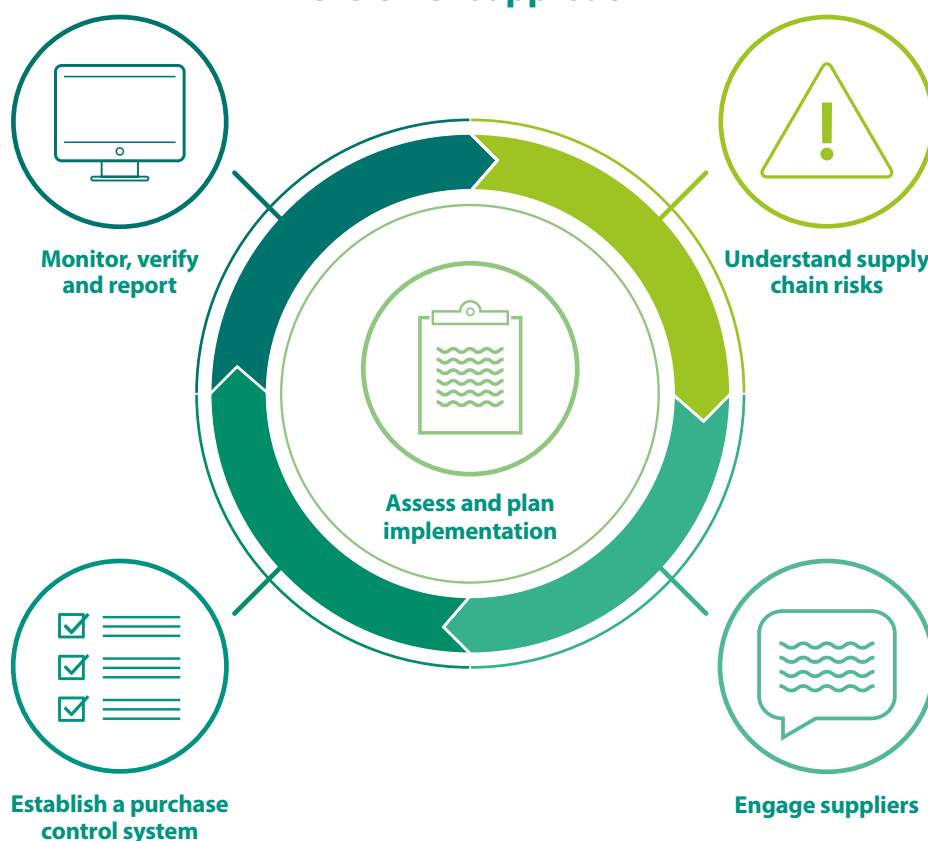 Monitor, verify
and report
Understand supply
chain risks
Assess and plan
implementation
Establish a purchase
control system
Engage suppliers